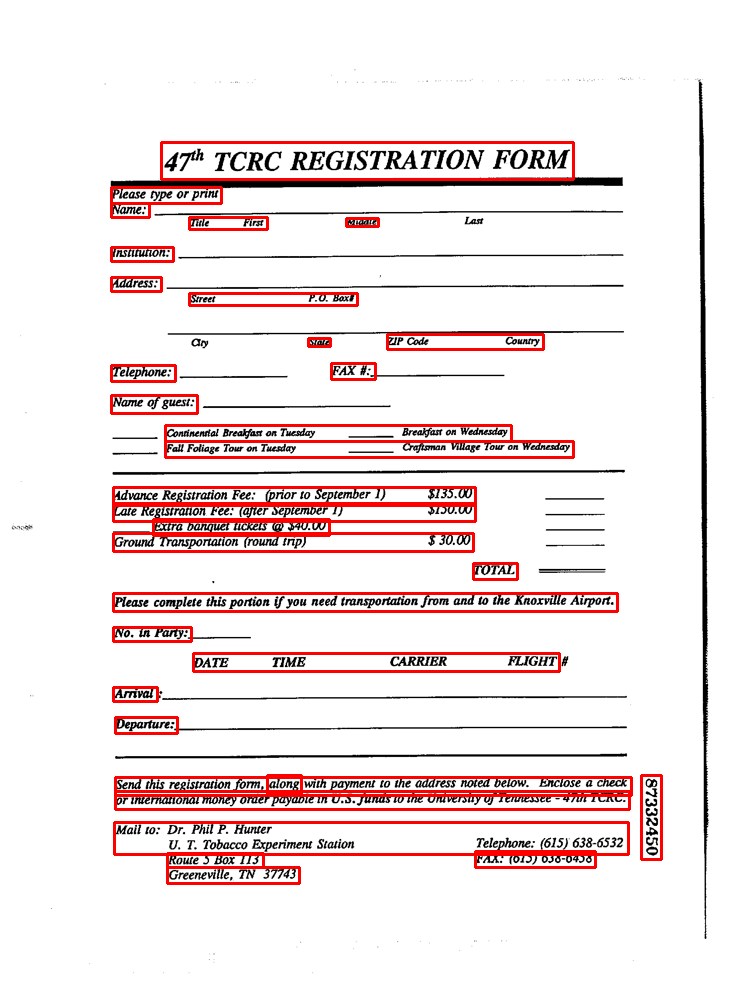 47th TCRC REGISTRATION FORM
Please type or print
Name:
Title First Middle Last
Institution:
Address:
Street P.O. Box#
City State ZIP Code Country
Telephone: FAX #:
Name of guest:
Continential Breakfast on Tuesday Breakfast on Wednesday
Fall Foliage Tour on Tuesday Craftsman Village Tour on Wednesday
Advance Registration Fee: (prior to September 1) $135.00
Late Registration Fee: (after September 1) $150.00
Extra banquet tickets @ $40.00
Ground Transportation (round trip) $ 30.00
TOTAL
Please complete this portion if you need transportation from and to the Knoxville Airport.
No. in Party:
DATE TIME CARRIER FLIGHT #
Arrival :
Departure:
Send this registration form, along with payment to the address noted below. Enclose a check
or international money order payable in U.S. funds to the University of Tennessee - 47th TCRC.
Mail to: Dr. Phil P. Hunter
U. T. Tobacco Experiment Station Telephone: (615) 638-6532
Route 5 Box 113 FAX: (615) 638-6458
Greeneville, TN 37743
87332450